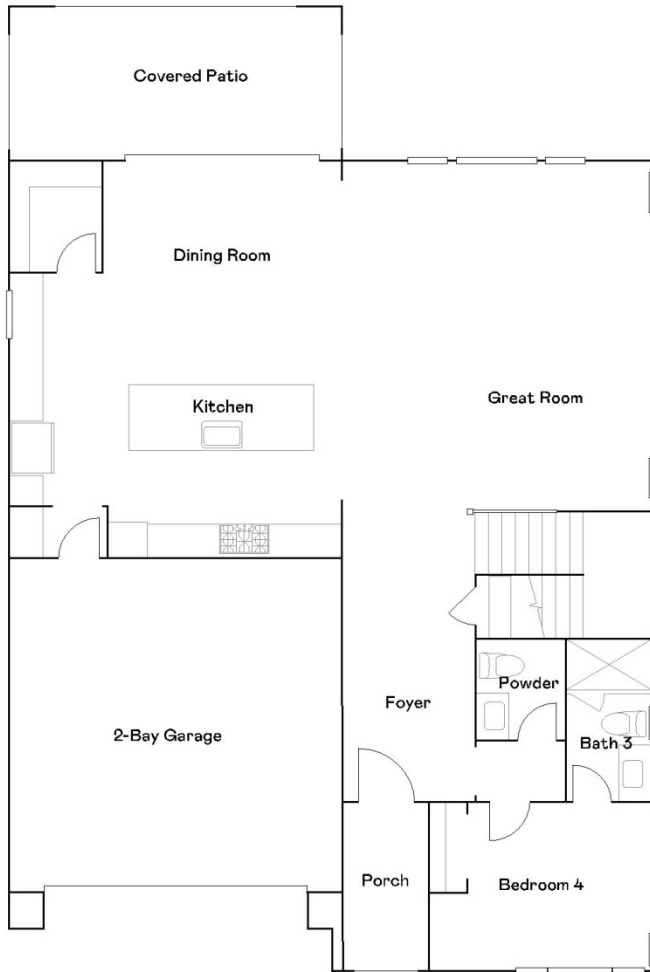 Covered Patio
Dining Room
Kitchen
Great Room
Powder
Foyer
2-Bay Garage
Bath 3
Porch
Bedroom 4